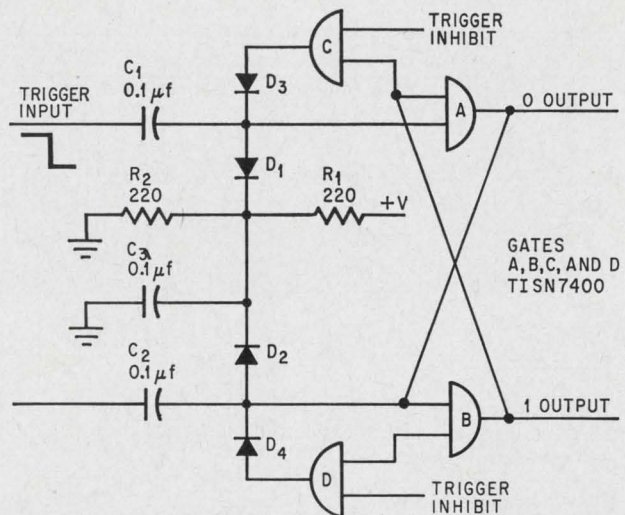 TRIGGER
INHIBIT
C
C₁
0.1 µf
TRIGGER
INPUT
D₃
A
0 OUTPUT
D₁
R₂
220
R₁
220
+V
GATES
A, B, C, AND D
TISN7400
C₃
0.1 µf
D₂
C₂
0.1 µf
1 OUTPUT
B
D₄
D
TRIGGER
INHIBIT